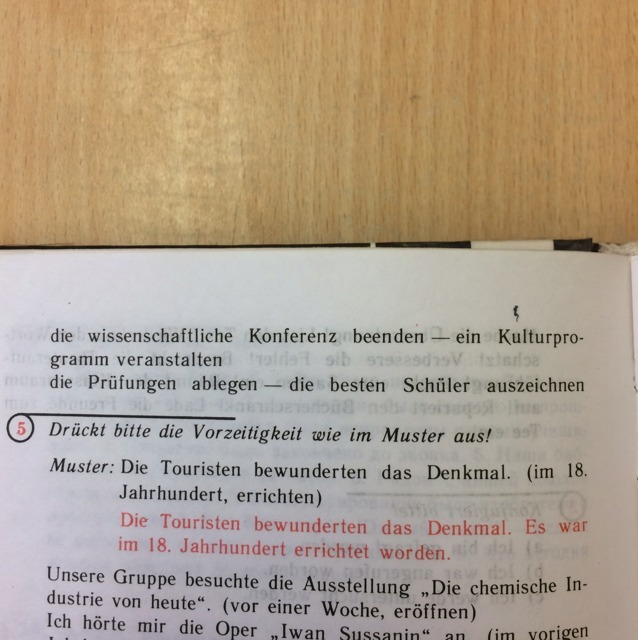 die wissenschaftliche Konferenz beenden — ein Kulturpro-
gramm veranstalten
die Prüfungen ablegen — die besten Schüler auszeichnen
5 Drückt bitte die Vorzeitigkeit wie im Muster aus!
Muster: Die Touristen bewunderten das Denkmal. (im 18.
Jahrhundert, errichten)
Die Touristen bewunderten das Denkmal. Es war
im 18. Jahrhundert errichtet worden.
Unsere Gruppe besuchte die Ausstellung „Die chemische In-
dustrie von heute“. (vor einer Woche, eröffnen)
Ich hörte mir die Oper „Iwan Sussanin“ an. (im vorigen